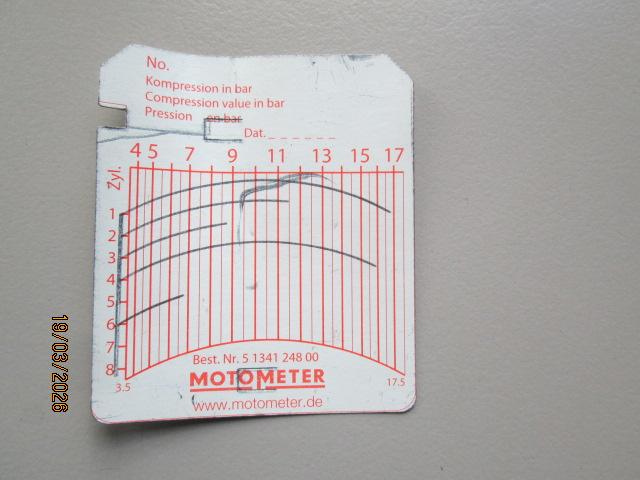 No.
Kompression in bar
Compression value in bar
Pression en bar
Dat. _ _ _ _ _ _
Zyl. 4 5 7 9 11 13 15 17
1
2
3
4
5
6
7
8
3.5 17.5
Best. Nr. 5 1341 248 00
MOTOMETER
www.motometer.de
19/03/2026